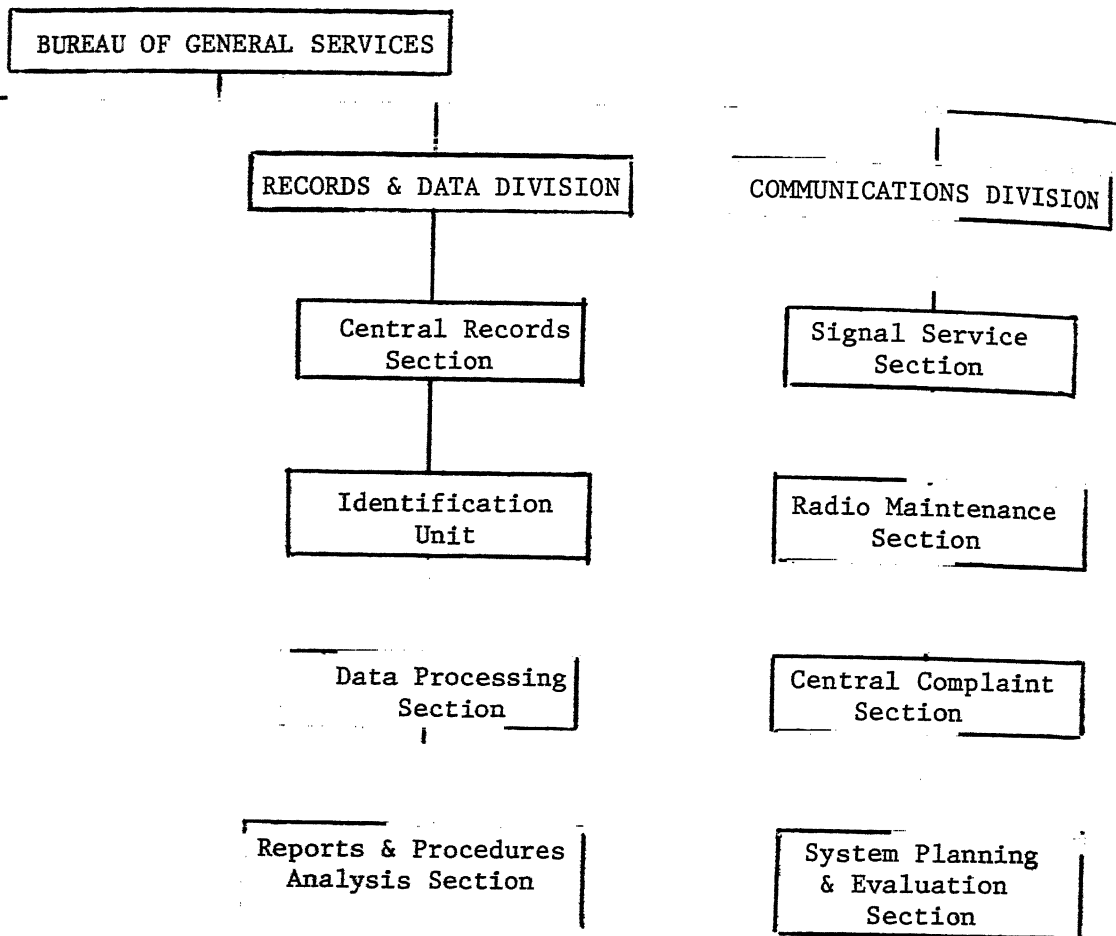 BUREAU OF GENERAL SERVICES
RECORDS & DATA DIVISION
Central Records
Section
Identification
Unit
Data Processing
Section
Reports & Procedures
Analysis Section
COMMUNICATIONS DIVISION
Signal Service
Section
Radio Maintenance
Section
Central Complaint
Section
System Planning
& Evaluation
Section